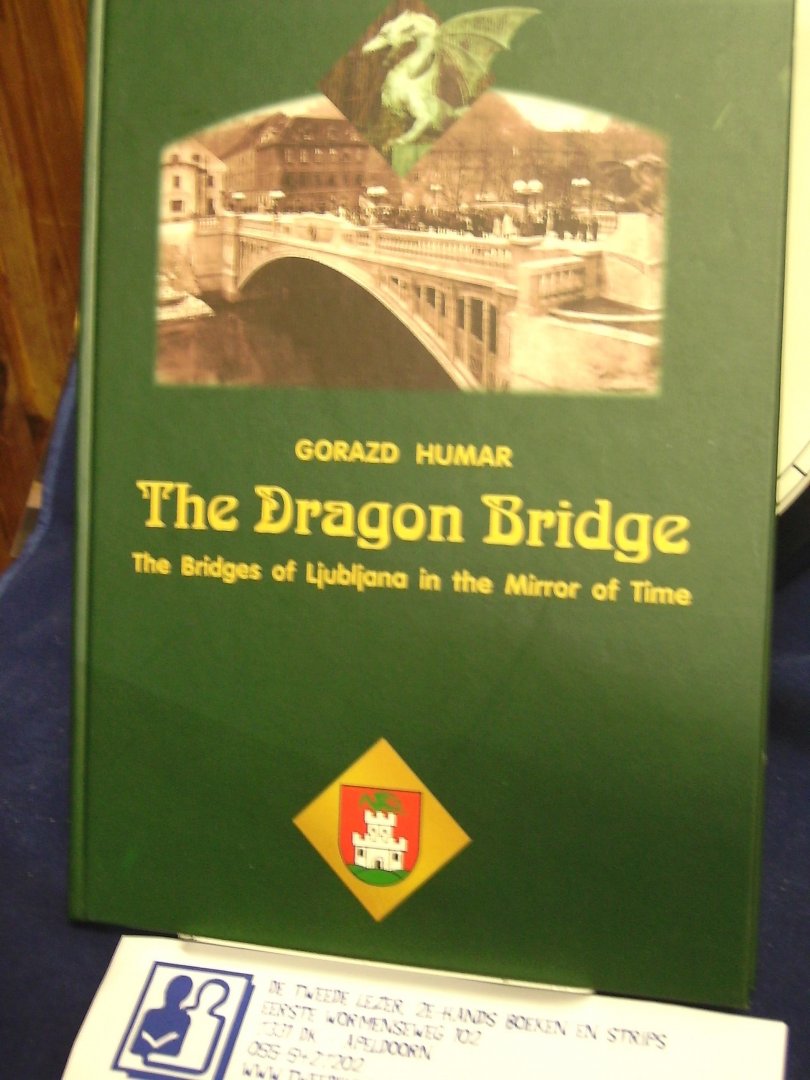 GORAZD HUMAR
The Dragon Bridge
The Bridges of Ljubljana in the Mirror of Time
DE TWEEDE LEZER, 2E-HANDS BOEKEN EN STRIPS
EERSTE WORMENSEWEG 102
APELDOORN